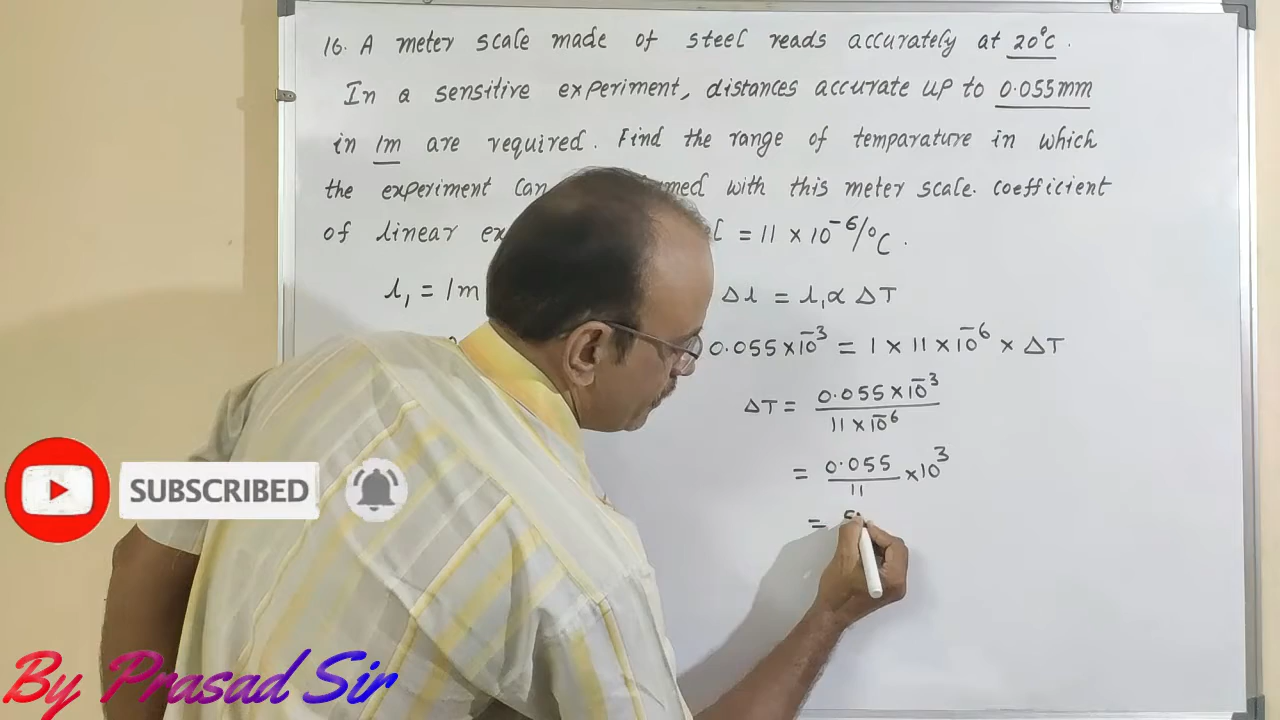 16. A meter scale made of steel reads accurately at 20°C.
In a sensitive experiment, distances accurate up to 0.055mm
in 1m are required. Find the range of temparature in which
the experiment can with this meter scale. coefficient
of linear = 11 × 10⁻⁶/°C.
l₁ = 1m
Δl = l₁α ΔT
0.055×10⁻³ = 1 × 11 × 10⁻⁶ × ΔT
ΔT = 0.055×10⁻³ / 11×10⁻⁶
= 0.055 / 11 ×10³
=
SUBSCRIBED
By Prasad Sir